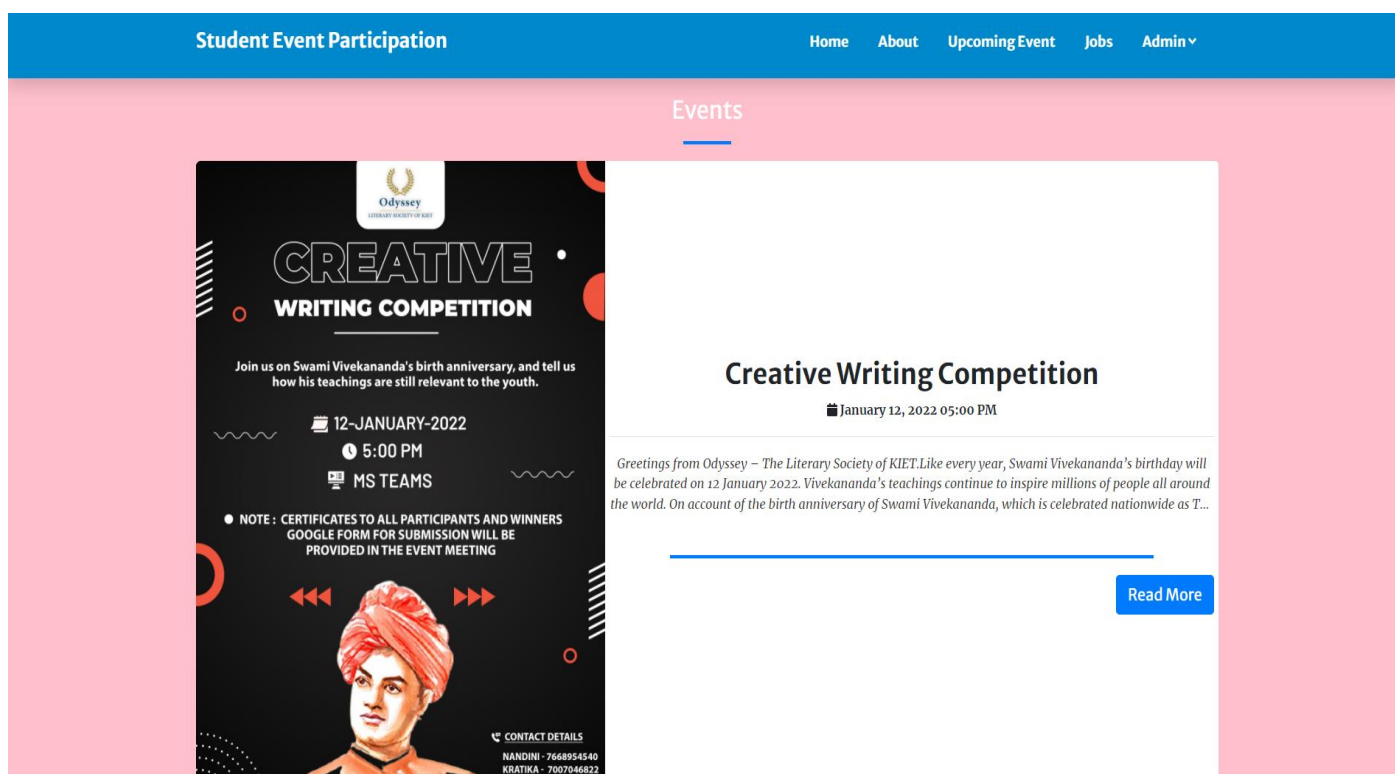 Student Event Participation
Home About Upcoming Event Jobs Admin
Events
Odyssey
LITERARY SOCIETY OF KIET
CREATIVE
WRITING COMPETITION
Join us on Swami Vivekananda's birth anniversary, and tell us
how his teachings are still relevant to the youth.
12-JANUARY-2022
5:00 PM
MS TEAMS
NOTE : CERTIFICATES TO ALL PARTICIPANTS AND WINNERS
GOOGLE FORM FOR SUBMISSION WILL BE
PROVIDED IN THE EVENT MEETING
CONTACT DETAILS
NANDINI - 7668954540
KRATIKA - 7007046822
Creative Writing Competition
January 12, 2022 05:00 PM
Greetings from Odyssey – The Literary Society of KIET.Like every year, Swami Vivekananda’s birthday will
be celebrated on 12 January 2022. Vivekananda’s teachings continue to inspire millions of people all around
the world. On account of the birth anniversary of Swami Vivekananda, which is celebrated nationwide as T...
Read More